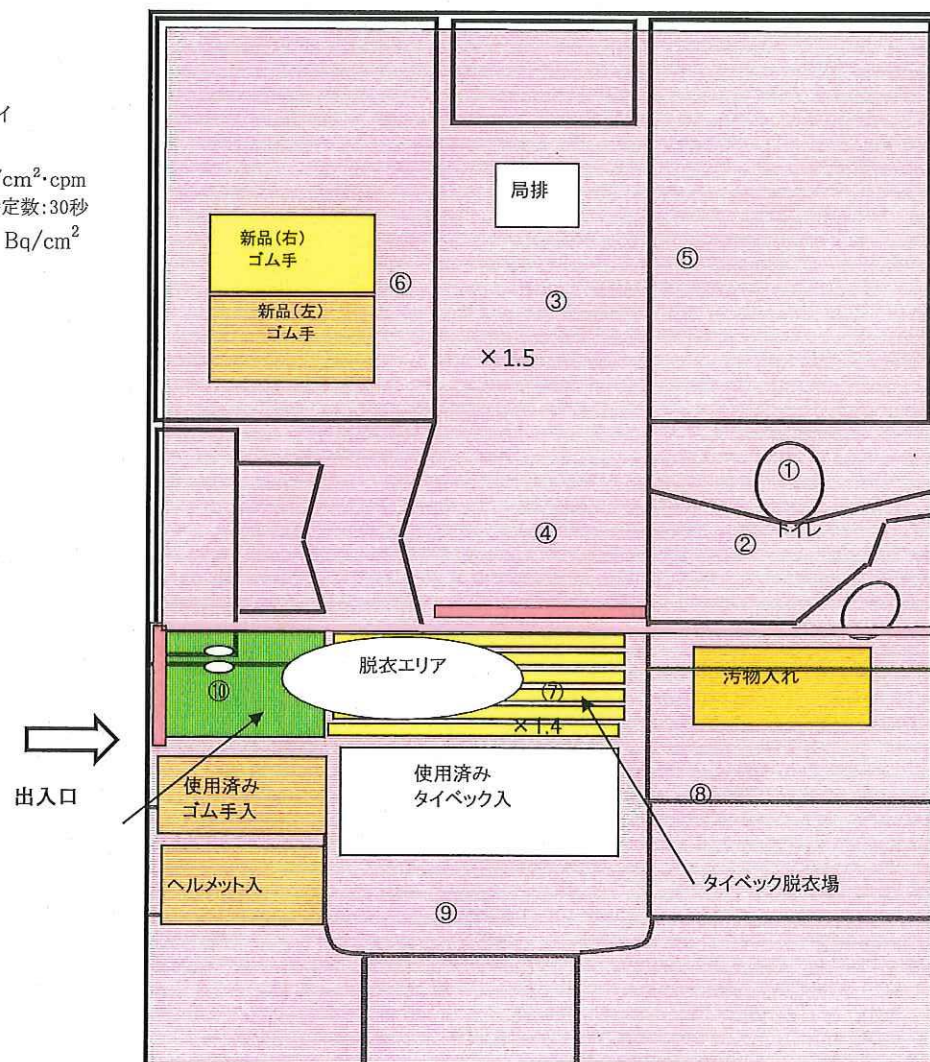 イ
/cm²･cpm
定数:30秒
Bq/cm²
局排
新品(右)
ゴム手
⑥
新品(左)
ゴム手
③
⑤
×1.5
①
トイレ
②
④
脱衣エリア
⑦
⑩
×1.4
汚物入れ
出入口
使用済み
ゴム手入
使用済み
タイベック入
⑧
ヘルメット入
タイベック脱衣場
⑨